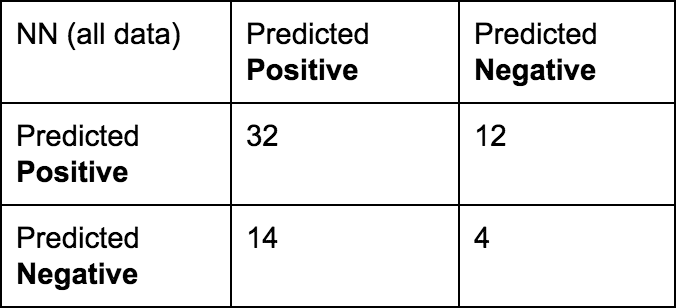 NN (all data)
Predicted
Positive
Predicted
Negative
Predicted
Positive
32
12
Predicted
Negative
14
4